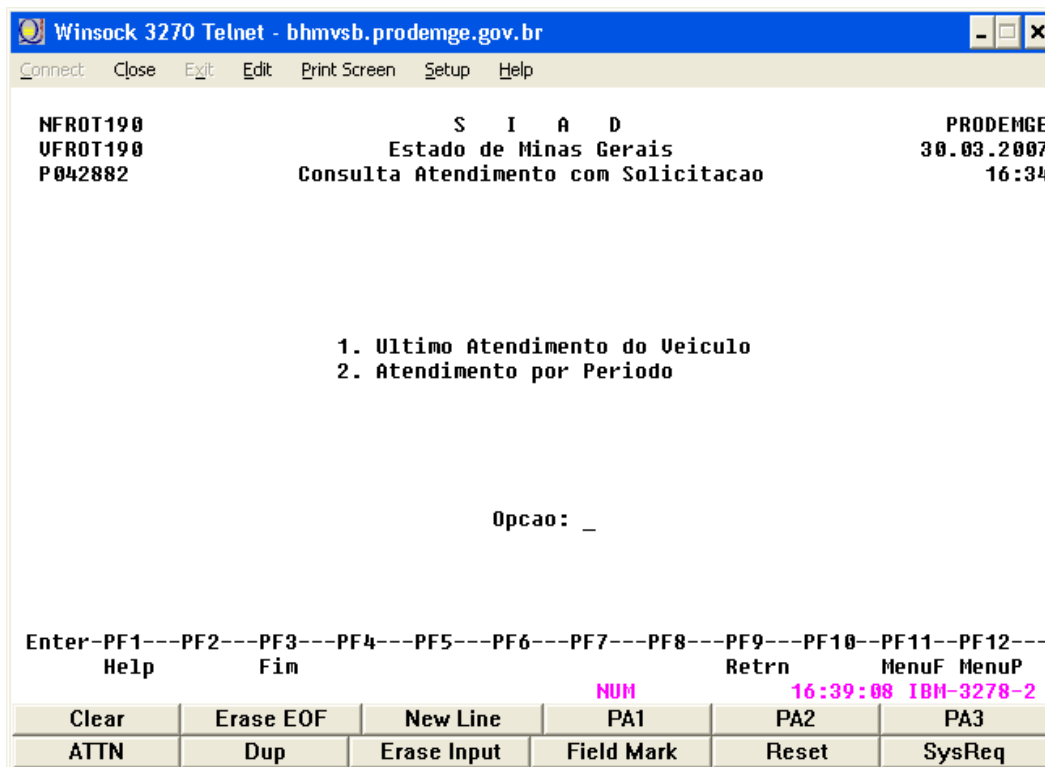 Winsock 3270 Telnet - bhmvsb.prodemge.gov.br
Connect Close Exit Edit Print Screen Setup Help
NFROT190 S I A D PRODEMGE
VFROT190 Estado de Minas Gerais 30.03.2007
P042882 Consulta Atendimento com Solicitacao 16:34
1. Ultimo Atendimento do Veiculo
2. Atendimento por Periodo
Opcao: _
Enter-PF1---PF2---PF3---PF4---PF5---PF6---PF7---PF8---PF9---PF10--PF11--PF12---
Help Fim Retrn MenuF MenuP
NUM 16:39:08 IBM-3278-2
Clear Erase EOF New Line PA1 PA2 PA3
ATTN Dup Erase Input Field Mark Reset SysReq